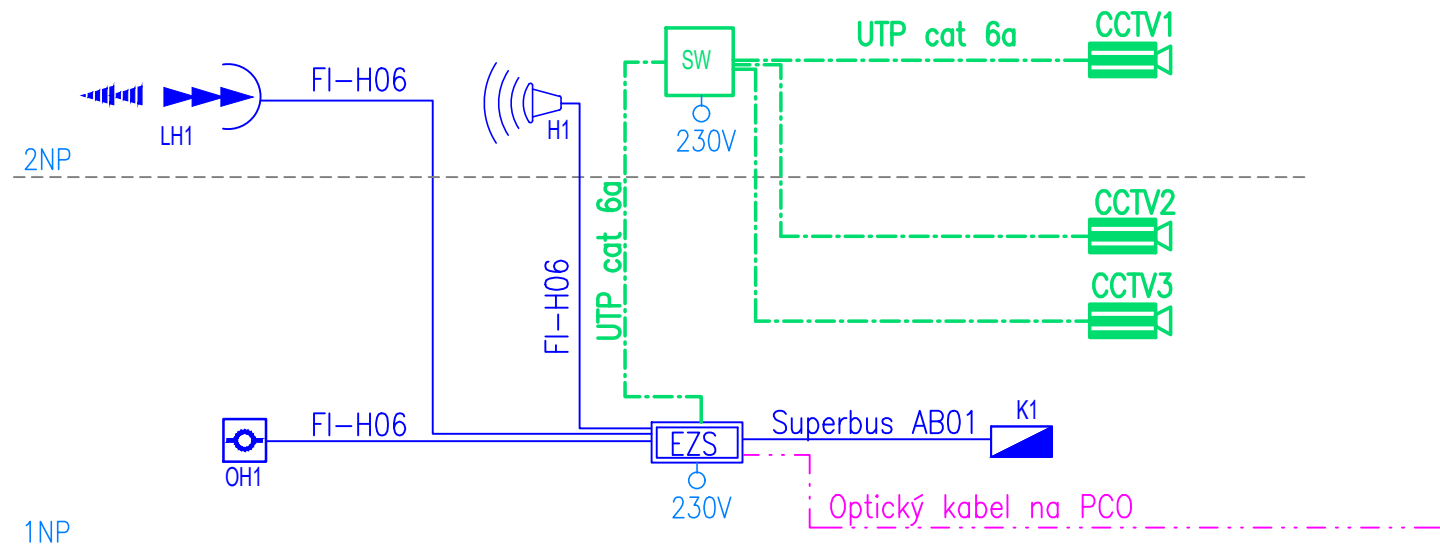 CCTV1
UTP cat 6a
SW
FI-H06
LH1
H1
230V
2NP
UTP cat 6a
CCTV2
FI-H06
CCTV3
FI-H06
Superbus AB01
K1
EZS
OH1
230V
Optický kabel na PCO
1NP